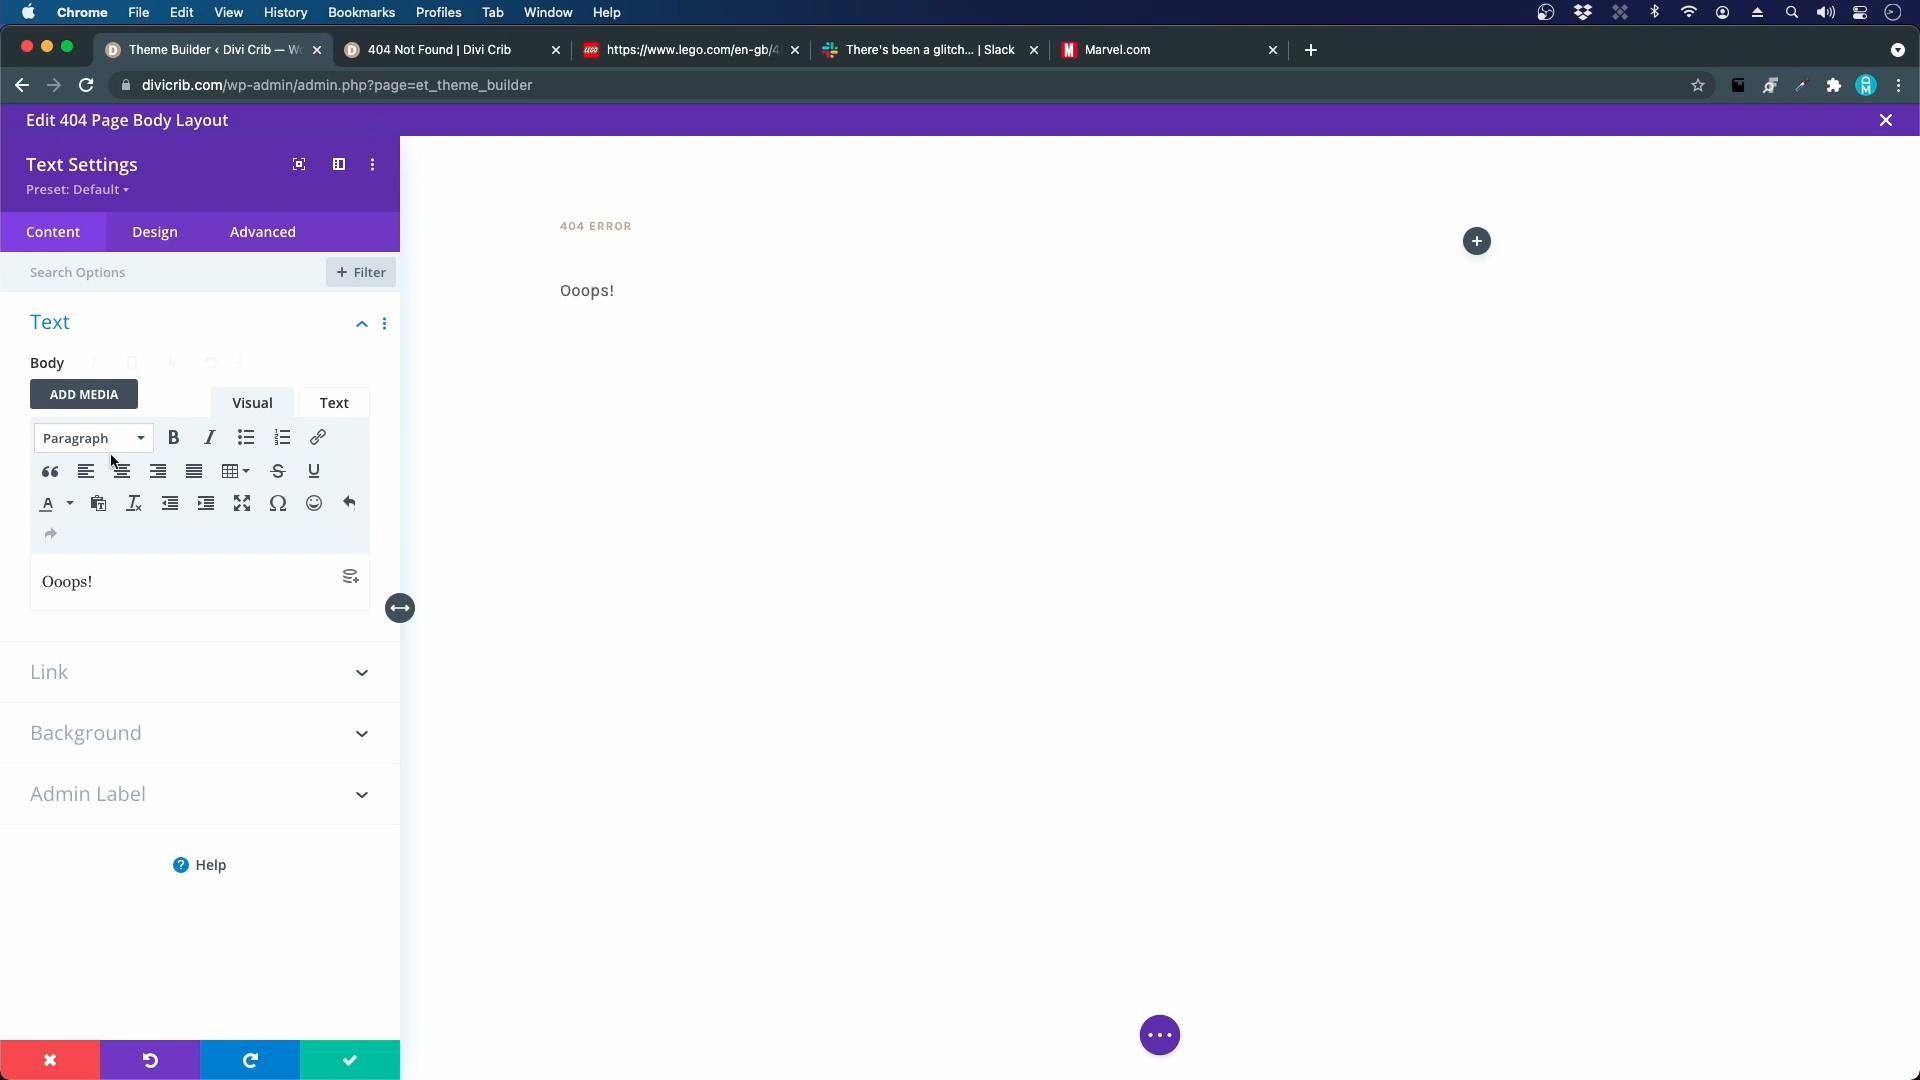 Chrome File Edit View History Bookmarks Profiles Tab Window Help
Theme Builder ‹ Divi Crib — Wo
404 Not Found | Divi Crib
https://www.lego.com/en-gb/4
There's been a glitch... | Slack
Marvel.com
divicrib.com/wp-admin/admin.php?page=et_theme_builder
Edit 404 Page Body Layout
Text Settings
Preset: Default
Content Design Advanced
Search Options
+ Filter
Text
Body
ADD MEDIA
Visual Text
Paragraph
Ooops!
Link
Background
Admin Label
Help
404 ERROR
Ooops!